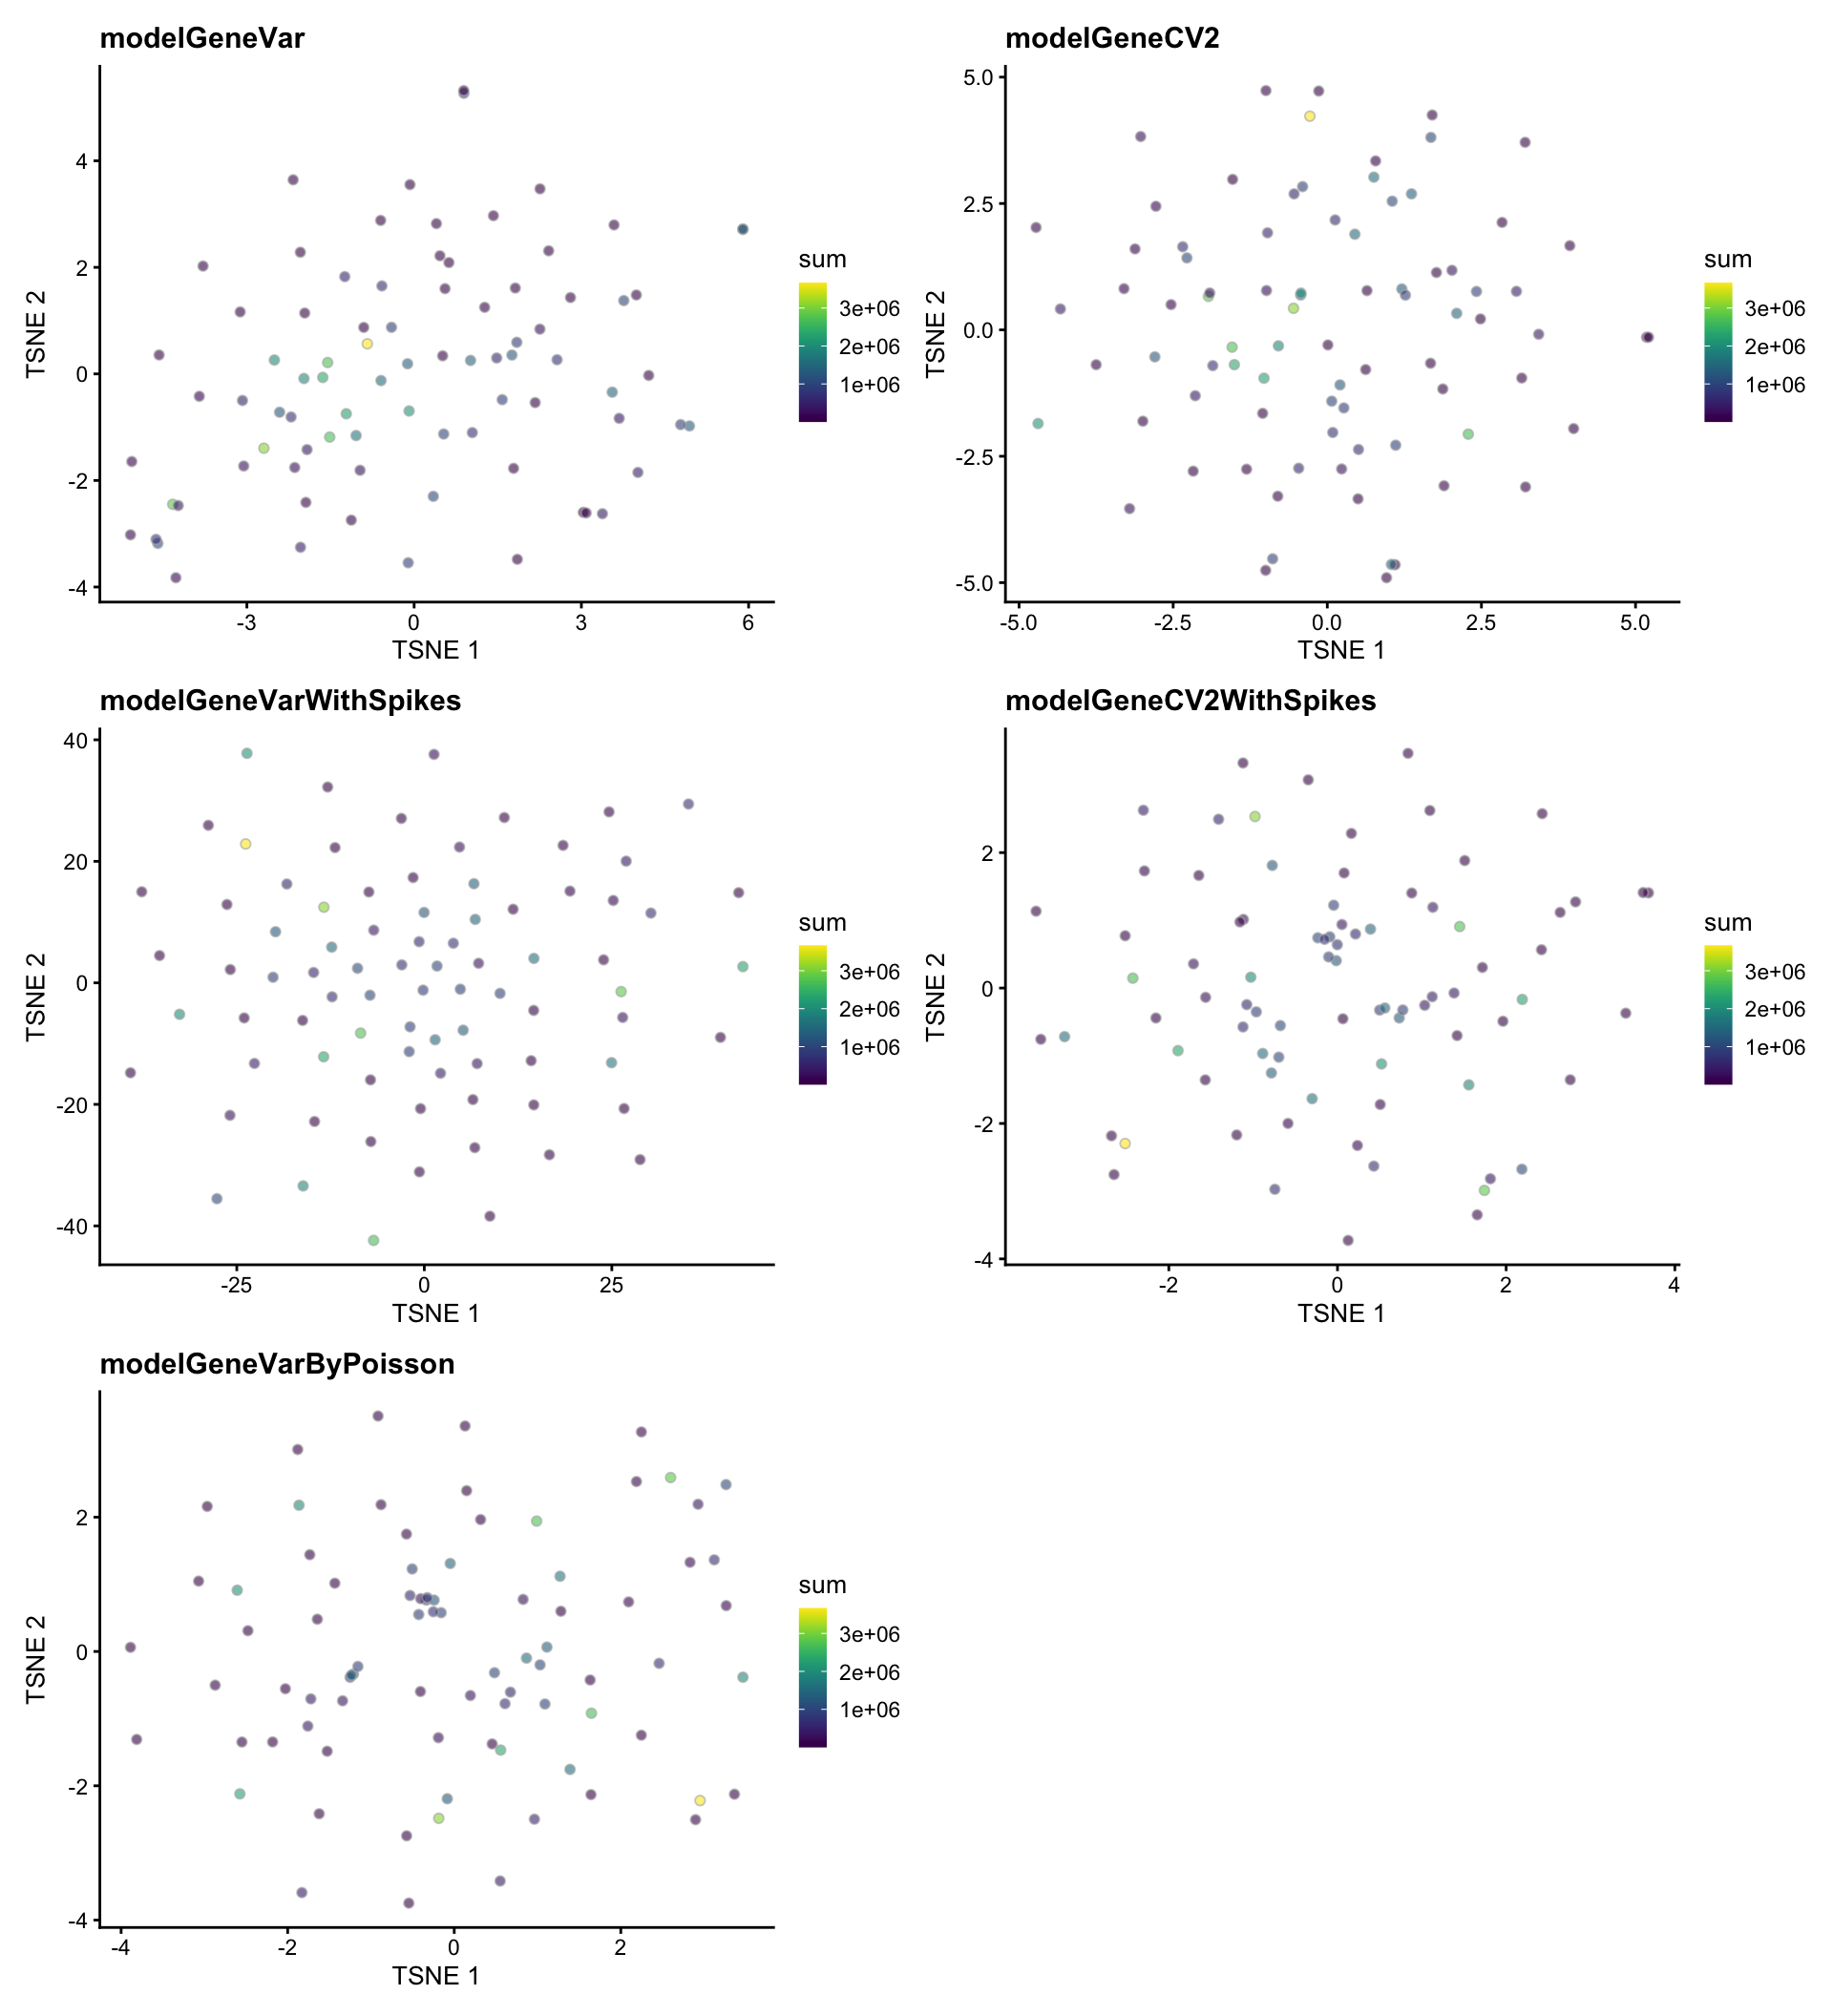 modelGeneVar
TSNE 2
4
2
0
-2
-4
-3
0
3
6
TSNE 1
sum
3e+06
2e+06
1e+06
modelGeneCV2
TSNE 2
5.0
2.5
0.0
-2.5
-5.0
-5.0
-2.5
0.0
2.5
5.0
TSNE 1
sum
3e+06
2e+06
1e+06
modelGeneVarWithSpikes
TSNE 2
40
20
0
-20
-40
-25
0
25
TSNE 1
sum
3e+06
2e+06
1e+06
modelGeneCV2WithSpikes
TSNE 2
2
0
-2
-4
-2
0
2
4
TSNE 1
sum
3e+06
2e+06
1e+06
modelGeneVarByPoisson
TSNE 2
2
0
-2
-4
-4
-2
0
2
TSNE 1
sum
3e+06
2e+06
1e+06